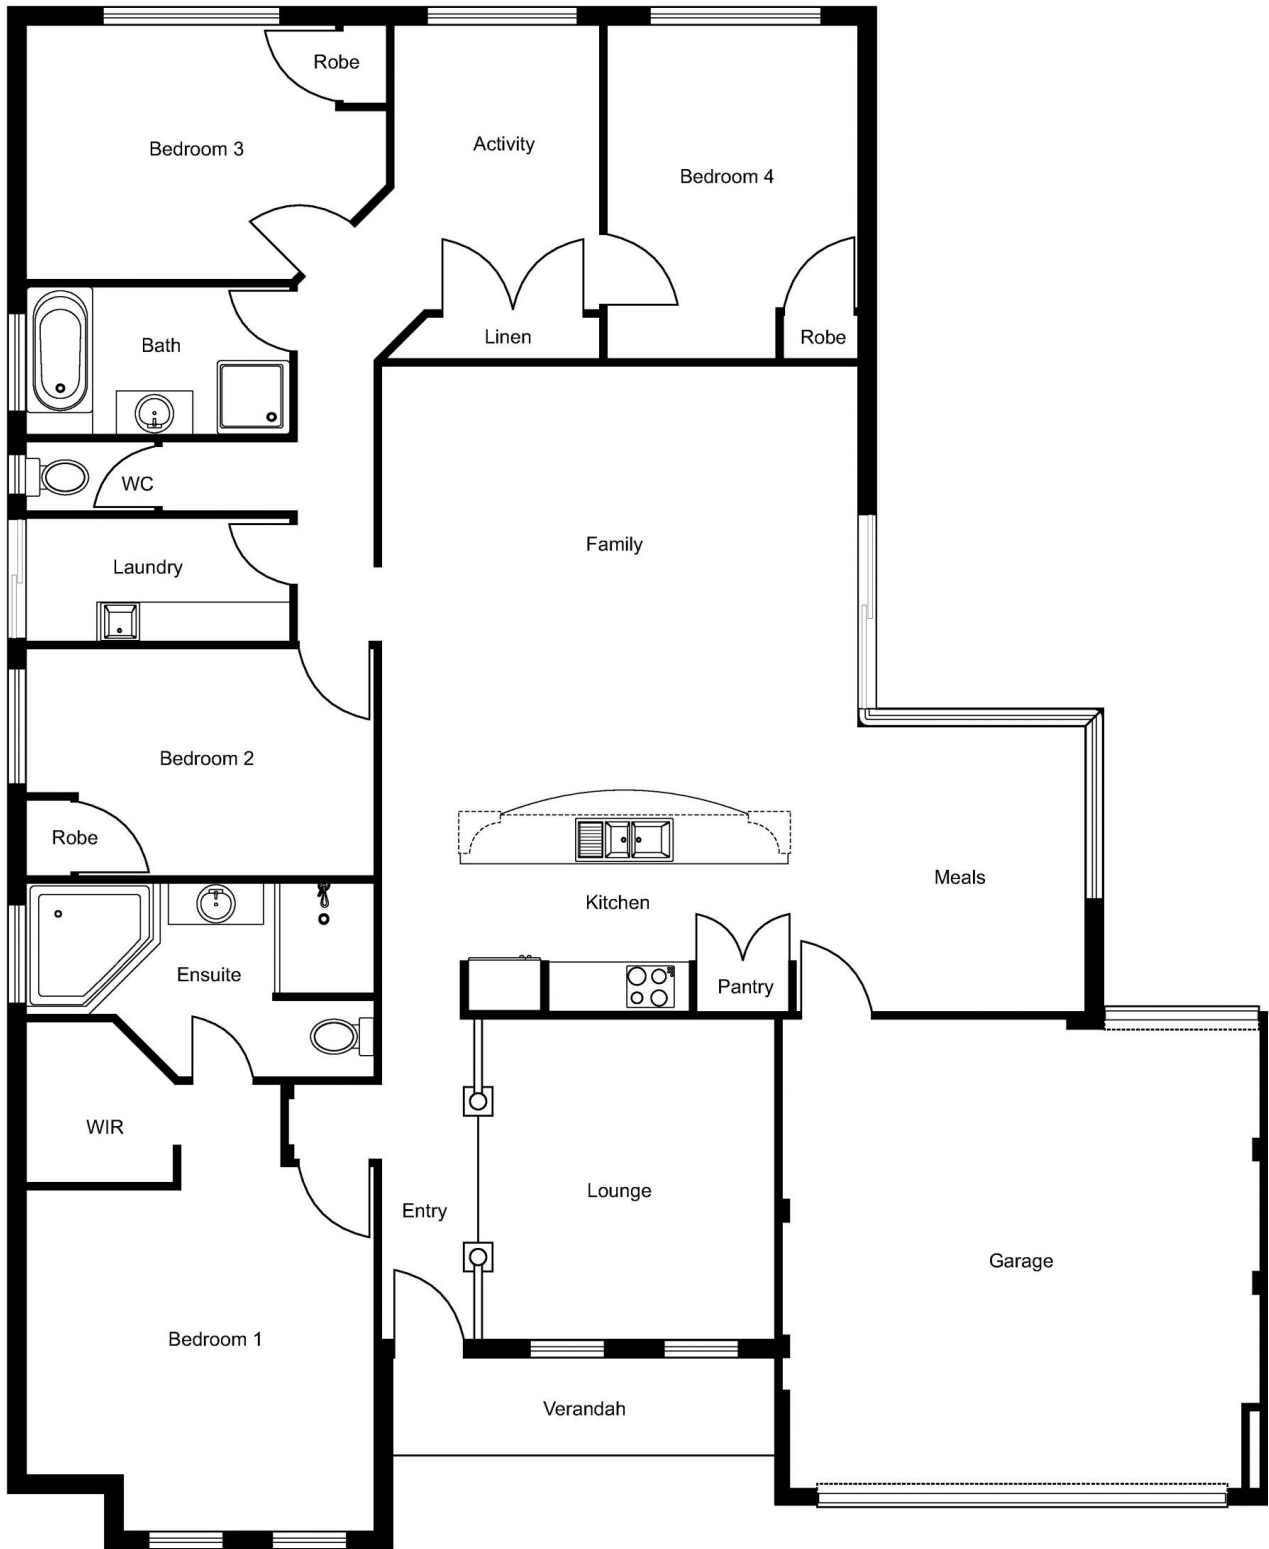 Robe
Bedroom 3
Activity
Bedroom 4
Bath
Linen
Robe
WC
Laundry
Family
Bedroom 2
Robe
Kitchen
Meals
Ensuite
Pantry
WIR
Lounge
Entry
Garage
Bedroom 1
Verandah